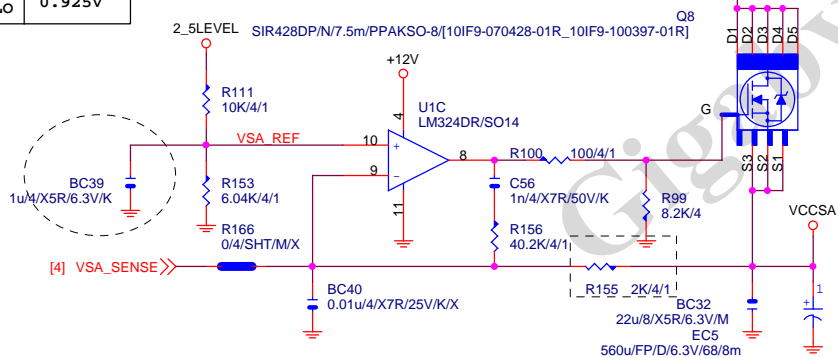 LO 0.925V
2_5LEVEL
SIR428DP/N/7.5m/PPAKSO-8/[10IF9-070428-01R_10IF9-100397-01R]
Q8
D1
D2
D3
D4
D5
+12V
R111
10K/4/1
U1C
LM324DR/SO14
4
G
VSA_REF
10
+
8
R100
100/4/1
9
-
S3
S2
S1
BC39
1u/4/X5R/6.3V/K
R153
6.04K/4/1
11
C56
1n/4/X7R/50V/K
R99
8.2K/4
VCCSA
R166
0/4/SHT/M/X
R156
40.2K/4/1
[4] VSA_SENSE
BC40
0.01u/4/X7R/25V/K/X
R155 2K/4/1
1
+
BC32
22u/8/X5R/6.3V/M
EC5
560u/FP/D/6.3V/68/8m